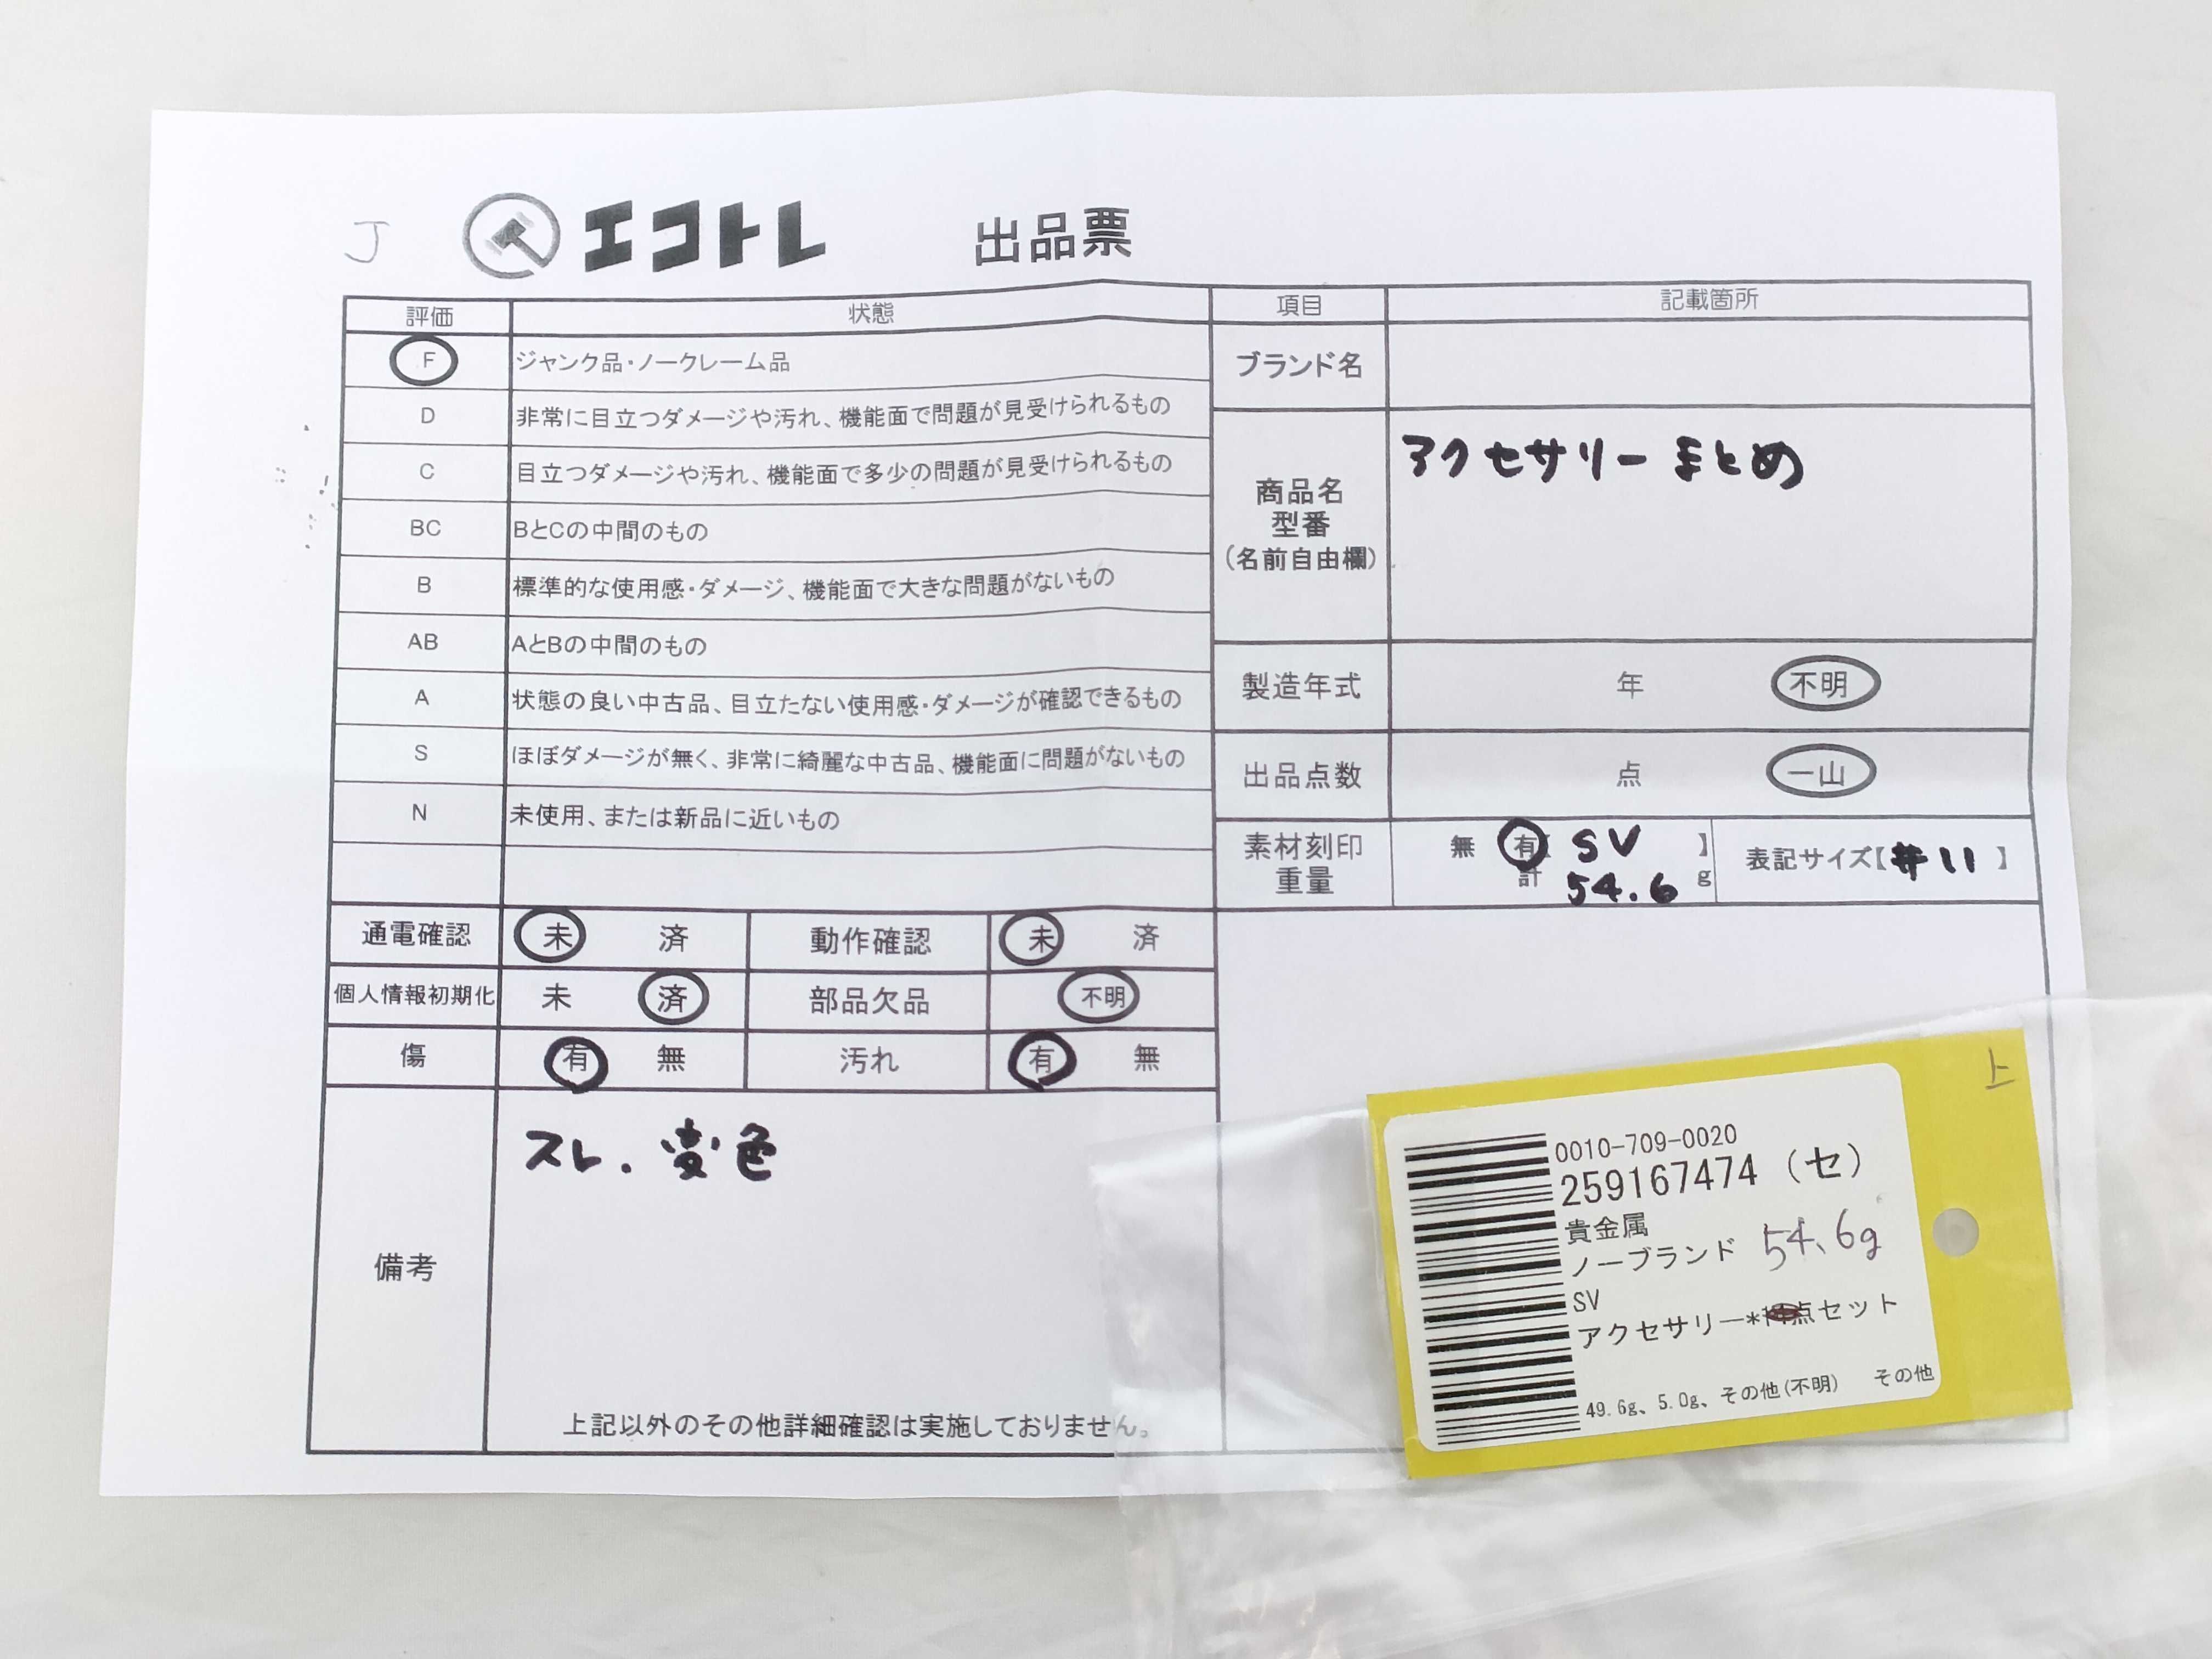 J
エコトレ 出品票
評価 状態
F ジャンク品・ノークレーム品
D 非常に目立つダメージや汚れ、機能面で問題が見受けられるもの
C 目立つダメージや汚れ、機能面で多少の問題が見受けられるもの
BC BとCの中間のもの
B 標準的な使用感・ダメージ、機能面で大きな問題がないもの
AB AとBの中間のもの
A 状態の良い中古品、目立たない使用感・ダメージが確認できるもの
S ほぼダメージが無く、非常に綺麗な中古品、機能面に問題がないもの
N 未使用、または新品に近いもの
通電確認 未 済 動作確認 未 済
個人情報初期化 未 済 部品欠品 不明
傷 有 無 汚れ 有 無
備考
スレ. 変色
上記以外のその他詳細確認は実施しておりません。
項目 記載箇所
ブランド名
商品名
型番
(名前自由欄)
アクセサリーまとめ
製造年式 年 不明
出品点数 点 一山
素材刻印 無 有【 SV 】
重量 計 54.6 g
表記サイズ【#11】
上
0010-709-0020
259167474 (セ)
貴金属
ノーブランド 54.6g
SV
アクセサリー*点セット
49.6g、5.0g、その他(不明) その他